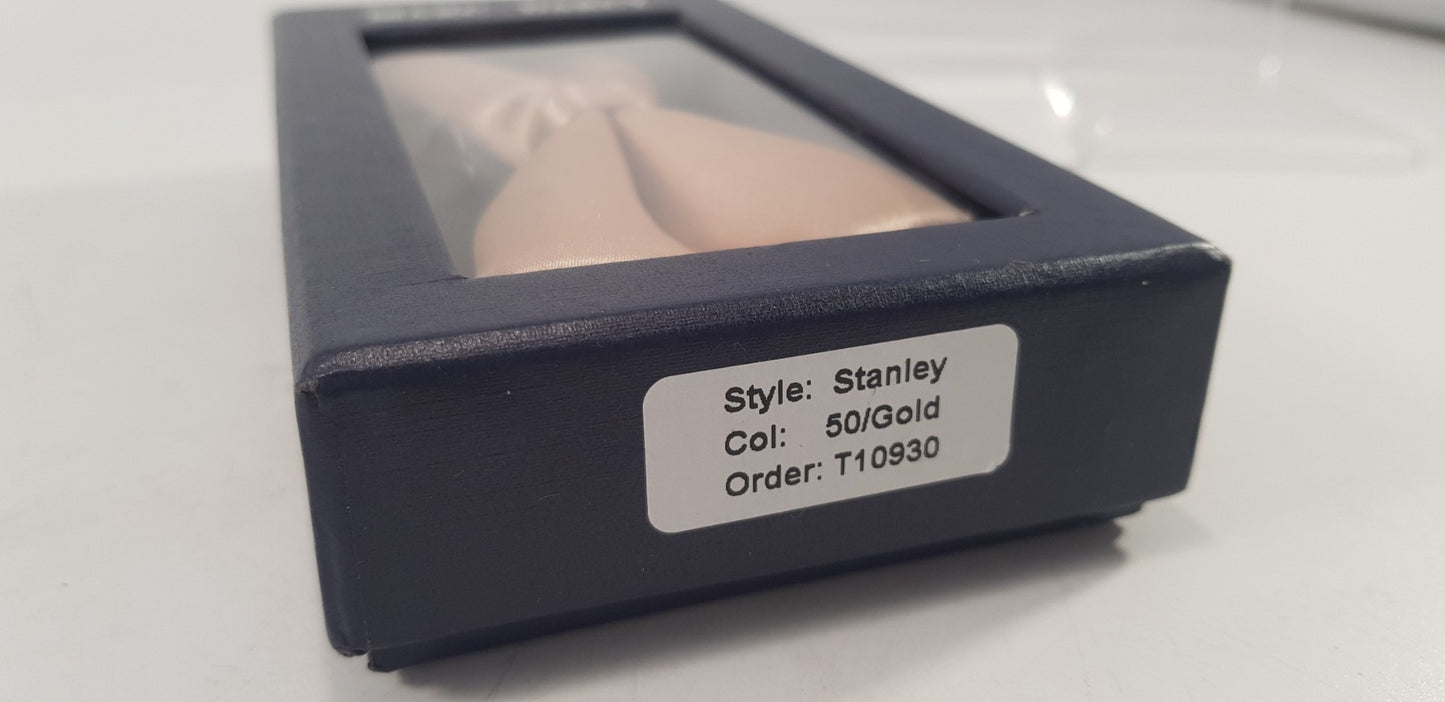 Style: Stanley
Col: 50/Gold
Order: T10930